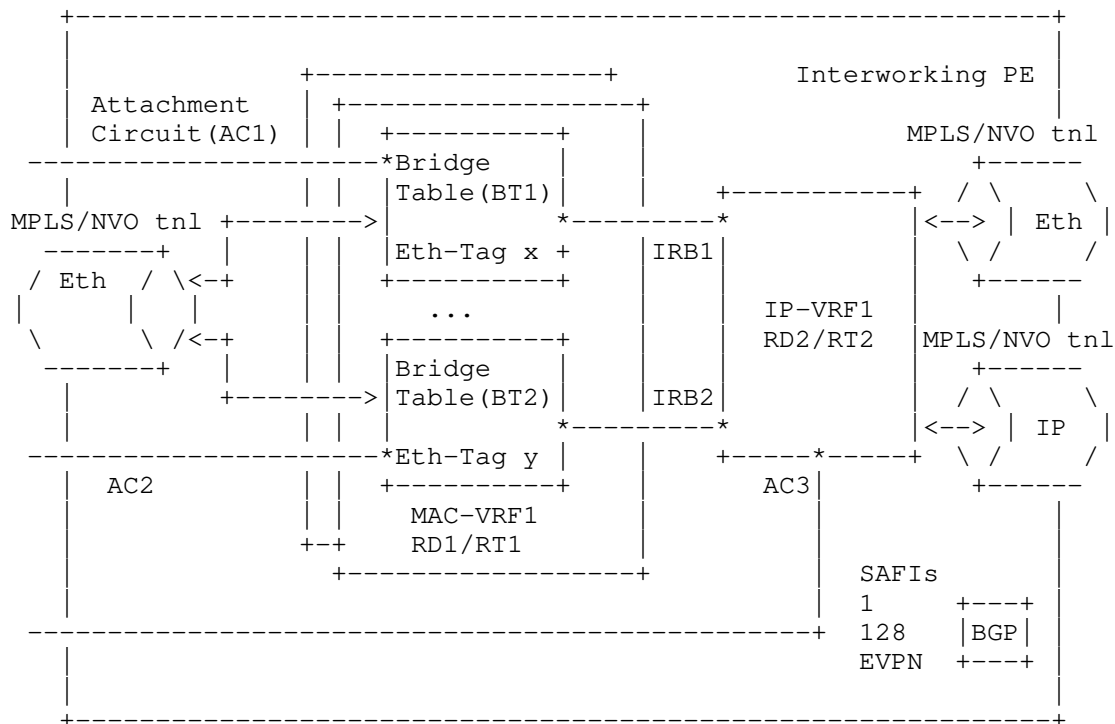 Interworking PE
Attachment
Circuit(AC1)
MPLS/NVO tnl
Bridge
Table(BT1)
MPLS/NVO tnl
Eth
Eth-Tag x
IRB1
Eth
...
IP-VRF1
RD2/RT2
MPLS/NVO tnl
Bridge
Table(BT2)
IRB2
IP
Eth-Tag y
AC2
AC3
MAC-VRF1
RD1/RT1
SAFIs
1
128
BGP
EVPN